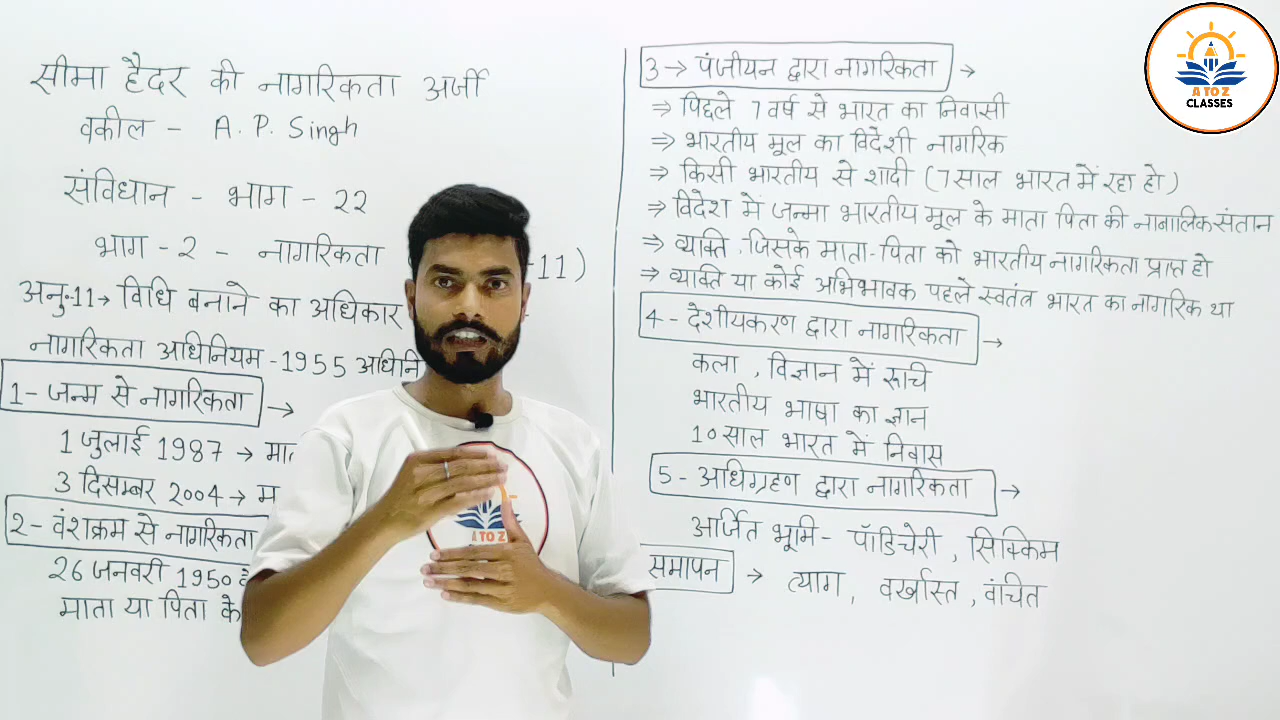 सीमा हैदर की नागरिकता अर्जी
वकील - A. P. Singh
संविधान - भाग - 22
भाग - 2 - नागरिकता -11)
अनु॰11→ विधि बनाने का अधिकार
नागरिकता अधिनियम - 1955 अधिनि
1- जन्म से नागरिकता →
1 जुलाई 1987 →
3 दिसम्बर 2004 →
2- वंशक्रम से नागरिकता
26 जनवरी 1950
माता या पिता के
3 → पंजीयन द्वारा नागरिकता →
⇒ पिछले 7 वर्ष से भारत का निवासी
⇒ भारतीय मूल का विदेशी नागरिक
⇒ किसी भारतीय से शादी (7 साल भारत में रहा हो)
⇒ विदेश में जन्मा भारतीय मूल के माता पिता की नाबालिक संतान
⇒ व्यक्ति जिसके माता-पिता को भारतीय नागरिकता प्राप्त हो
⇒ व्यक्ति या कोई अभिभावक पहले स्वतंत्र भारत का नागरिक था
4 - देशीयकरण द्वारा नागरिकता →
कला , विज्ञान में रूचि
भारतीय भाषा का ज्ञान
10 साल भारत में निवास
5 - अधिग्रहण द्वारा नागरिकता →
अर्जित भूमि - पॉडिचेरी , सिक्किम
समापन → त्याग , वर्खास्त , वंचित
A TO Z
CLASSES
A TO Z